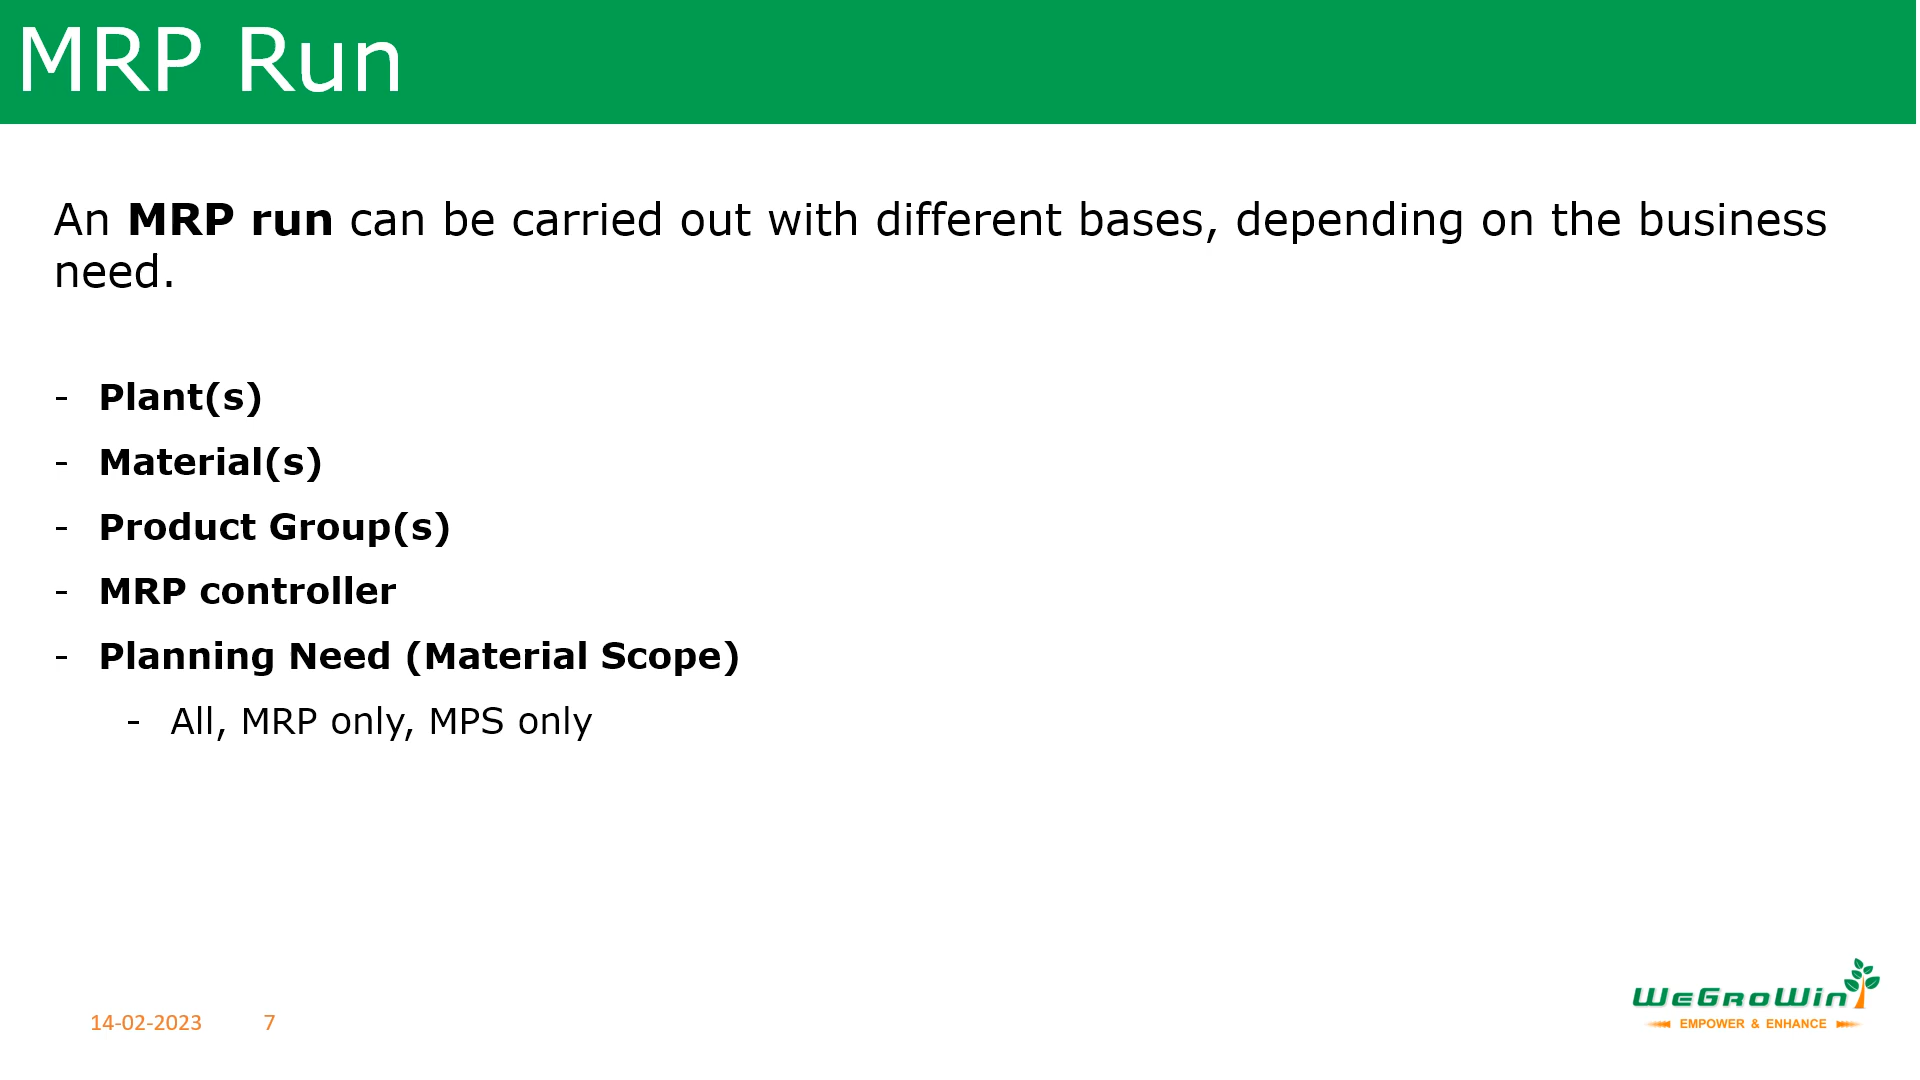 MRP Run
An MRP run can be carried out with different bases, depending on the business
need.
- Plant(s)
- Material(s)
- Product Group(s)
- MRP controller
- Planning Need (Material Scope)
- All, MRP only, MPS only
WeGroWin
EMPOWER & ENHANCE
14-02-2023 7